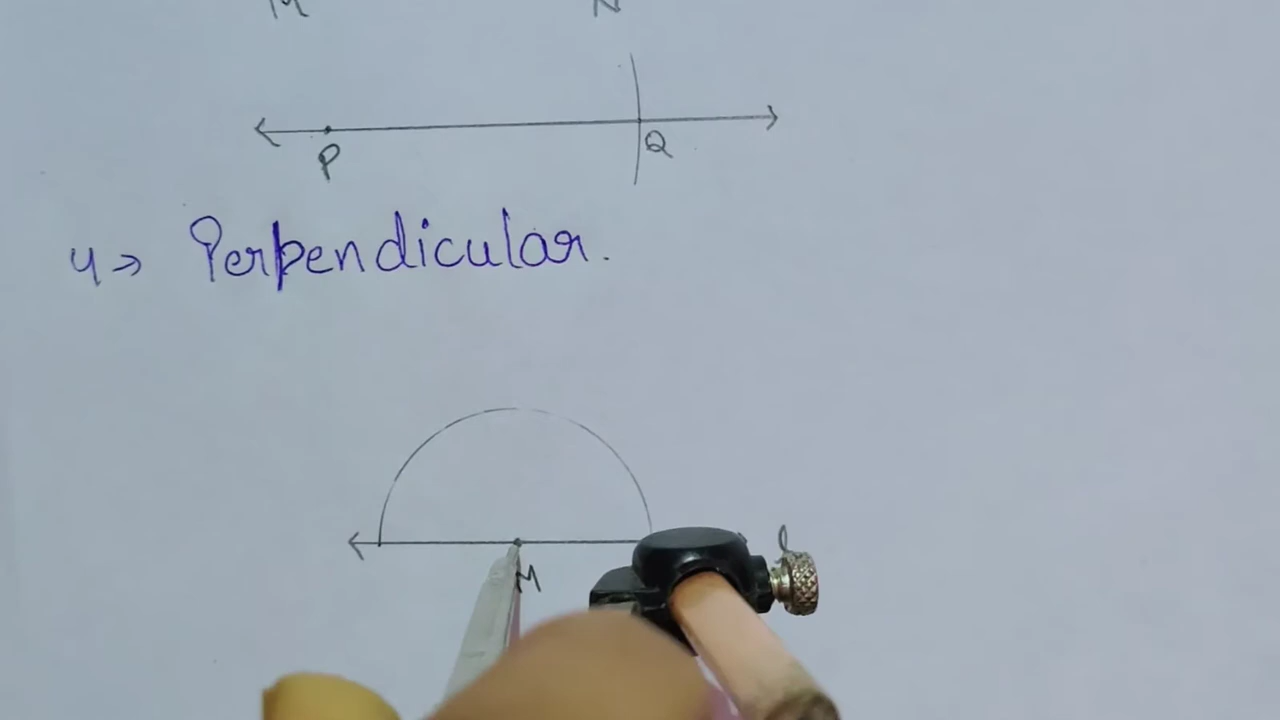 M N
P Q
4→ Perpendicular.
l
M